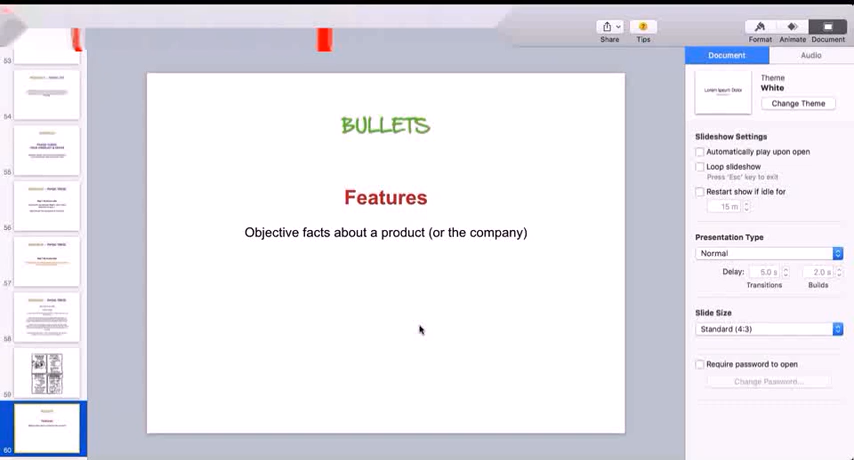 Share
Tips
Format
Animate
Document
Document
Audio
53
54
55
56
57
58
59
60
BULLETS
Features
Objective facts about a product (or the company)
Theme
White
Change Theme
Slideshow Settings
Automatically play upon open
Loop slideshow
Press 'Esc' key to exit
Restart show if idle for
15 m
Presentation Type
Normal
Delay:
5.0 s
2.0 s
Transitions
Builds
Slide Size
Standard (4:3)
Require password to open
Change Password...